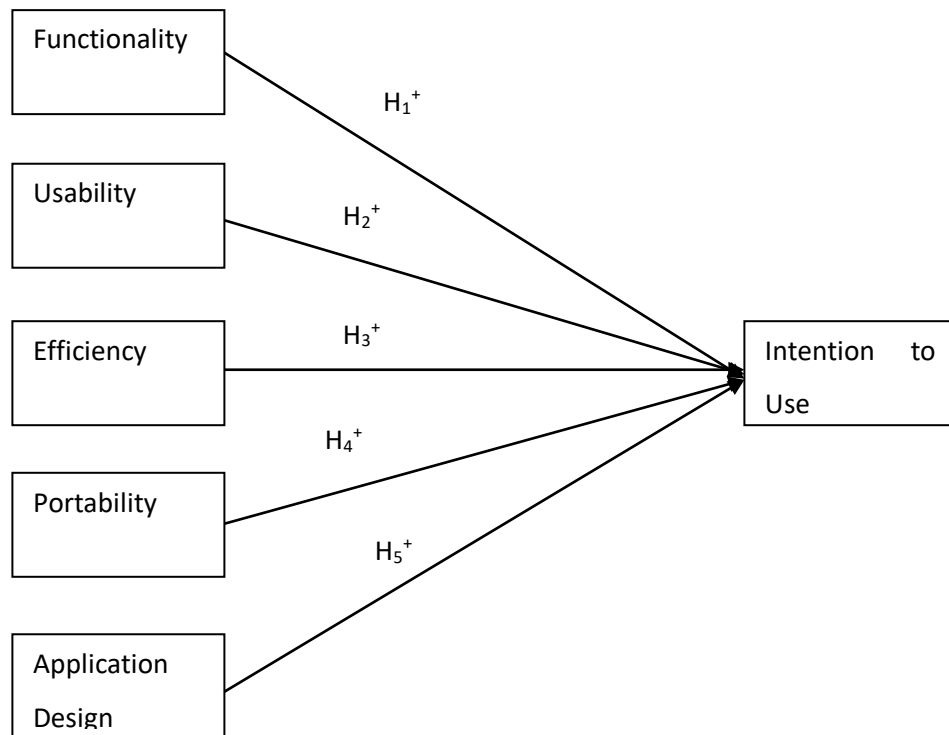 Functionality
H₁⁺
Usability
H₂⁺
Efficiency
H₃⁺
Intention to
Use
H₄⁺
Portability
H₅⁺
Application
Design